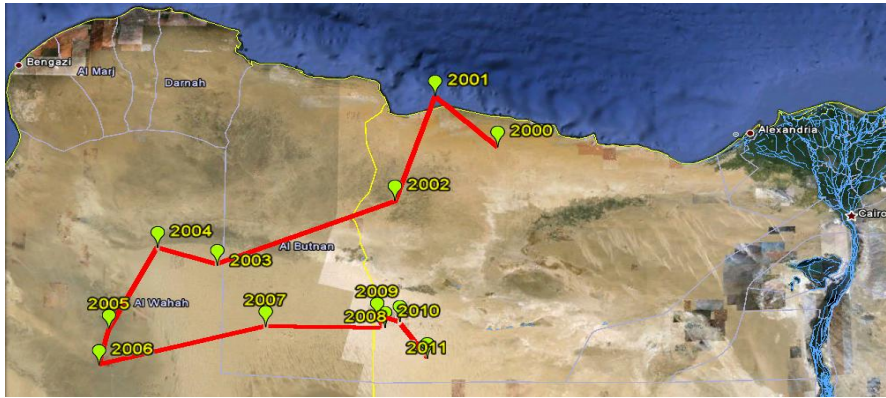 Bengazi
Al Marj
Darnah
2001
2000
Alexandria
2002
Cairo
2004
Al Butnan
2003
2009
2005
Al Wahah
2007
2010
2008
2006
2011